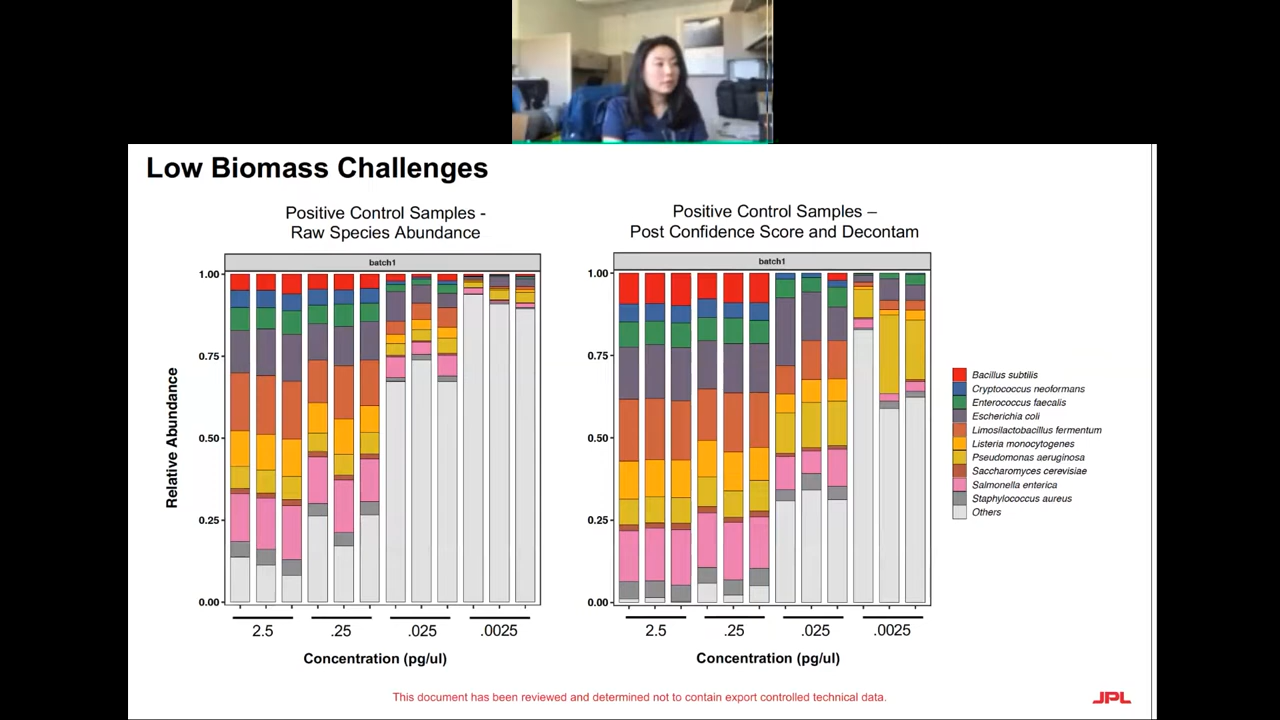 Low Biomass Challenges
Positive Control Samples -
Raw Species Abundance
batch1
Relative Abundance
1.00
0.75
0.50
0.25
0.00
2.5
.25
.025
.0025
Concentration (pg/ul)
Positive Control Samples –
Post Confidence Score and Decontam
batch1
1.00
0.75
0.50
0.25
0.00
2.5
.25
.025
.0025
Concentration (pg/ul)
Bacillus subtilis
Cryptococcus neoformans
Enterococcus faecalis
Escherichia coli
Limosilactobacillus fermentum
Listeria monocytogenes
Pseudomonas aeruginosa
Saccharomyces cerevisiae
Salmonella enterica
Staphylococcus aureus
Others
This document has been reviewed and determined not to contain export controlled technical data.
JPL